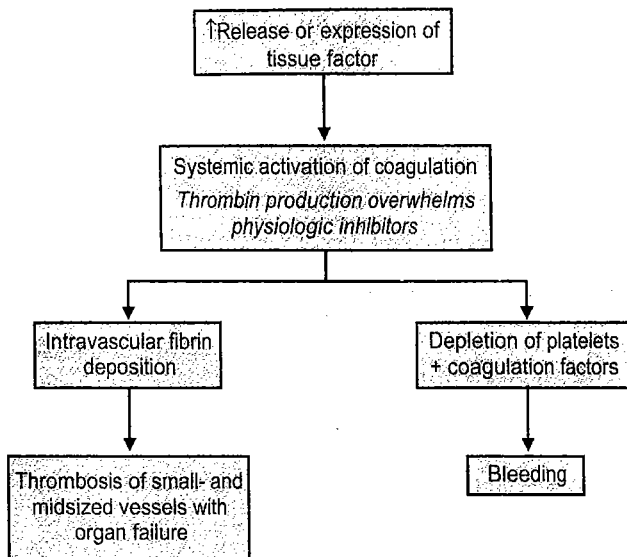 ↑Release or expression of
tissue factor
Systemic activation of coagulation
Thrombin production overwhelms
physiologic inhibitors
Intravascular fibrin
deposition
Depletion of platelets
+ coagulation factors
Thrombosis of small- and
midsized vessels with
organ failure
Bleeding